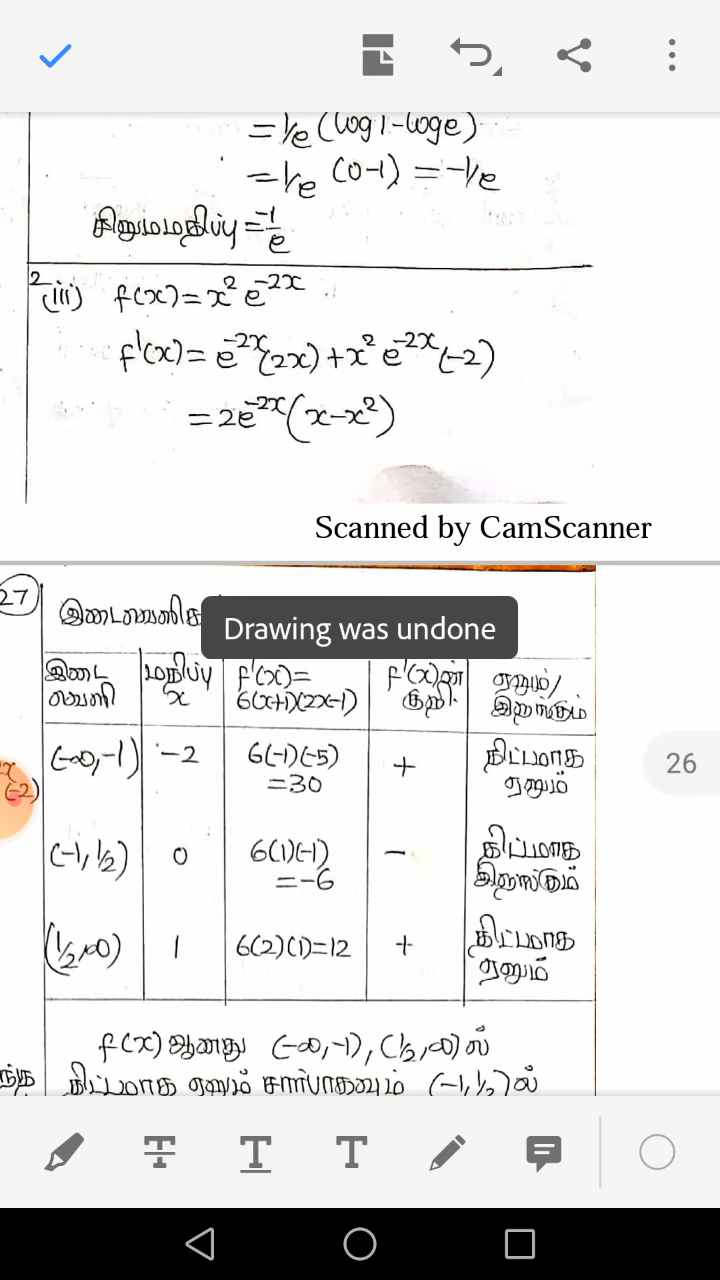 = 1/e (log1-loge)
= 1/e (0-1) = -1/e
சிறுமமதிப்பு = -1/e
2(iii) f(x) = x² e^-2x
f'(x) = e^-2x(2x) + x² e^-2x(-2)
= 2e^-2x (x-x²)
Scanned by CamScanner
27
Drawing was undone
இடைவெளி | மதிப்பு x | f'(x)= 6(x+1)(2x-1) | f'(x)ன் குறி | ஏறும்/ இறங்கும்
(-∞,-1) | -2 | 6(-1)(-5) =30 | + | திட்டமாக ஏறும்
(-1, 1/2) | 0 | 6(1)(-1) =-6 | - | திட்டமாக இறங்கும்
(1/2,∞) | 1 | 6(2)(1)=12 | + | திட்டமாக ஏறும்
26
(-2)
f(x) ஆனது (-∞,-1), (1/2,∞)ல்
திட்டமாக ஏறும் சார்பாகவும் (-1,1/2)ல்
T T T